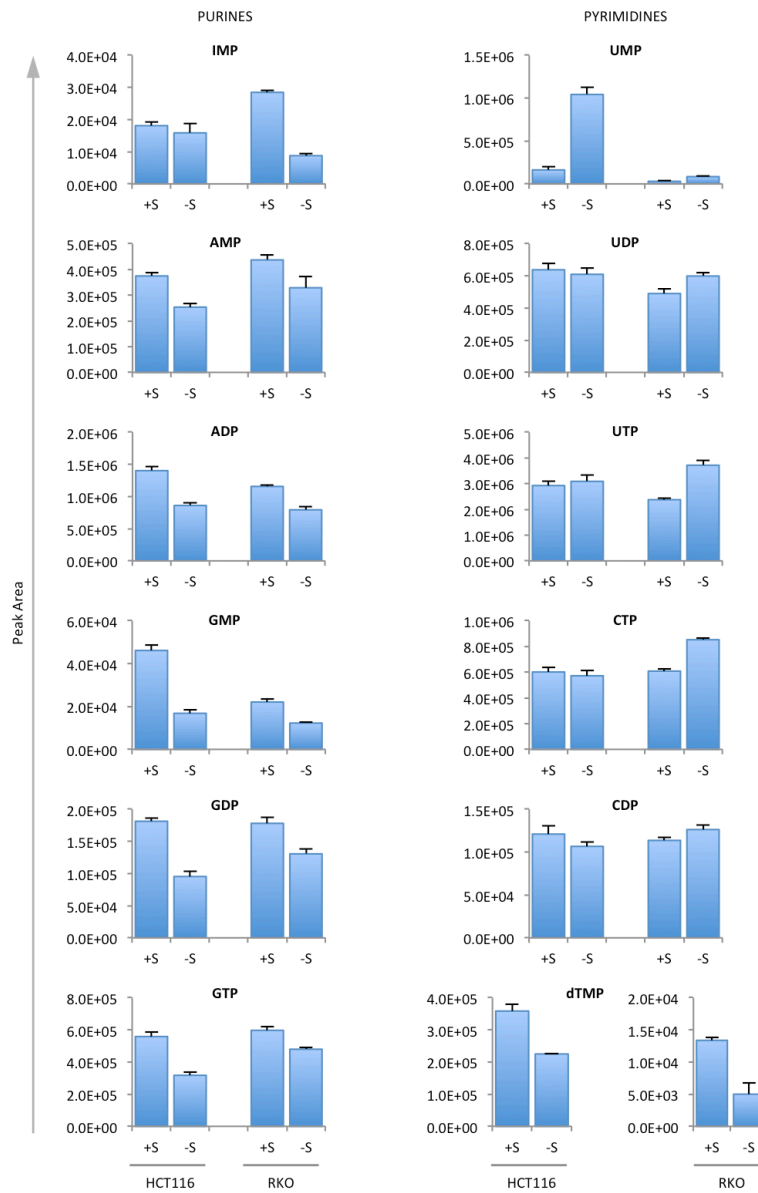 PURINES
PYRIMIDINES
Peak Area
IMP
4.0E+04
3.0E+04
2.0E+04
1.0E+04
0.0E+00
+S -S +S -S
UMP
1.5E+06
1.0E+06
5.0E+05
0.0E+00
+S -S +S -S
AMP
5.0E+05
4.0E+05
3.0E+05
2.0E+05
1.0E+05
0.0E+00
+S -S +S -S
UDP
8.0E+05
6.0E+05
4.0E+05
2.0E+05
0.0E+00
+S -S +S -S
ADP
2.0E+06
1.5E+06
1.0E+06
5.0E+05
0.0E+00
+S -S +S -S
UTP
5.0E+06
4.0E+06
3.0E+06
2.0E+06
1.0E+06
0.0E+00
+S -S +S -S
GMP
6.0E+04
4.0E+04
2.0E+04
0.0E+00
+S -S +S -S
CTP
1.0E+06
8.0E+05
6.0E+05
4.0E+05
2.0E+05
0.0E+00
+S -S +S -S
GDP
2.0E+05
1.5E+05
1.0E+05
5.0E+04
0.0E+00
+S -S +S -S
CDP
1.5E+05
1.0E+05
5.0E+04
0.0E+00
+S -S +S -S
GTP
8.0E+05
6.0E+05
4.0E+05
2.0E+05
0.0E+00
+S -S +S -S
HCT116 RKO
dTMP
4.0E+05
3.0E+05
2.0E+05
1.0E+05
0.0E+00
+S -S
HCT116
2.0E+04
1.5E+04
1.0E+04
5.0E+03
0.0E+00
+S -S
RKO